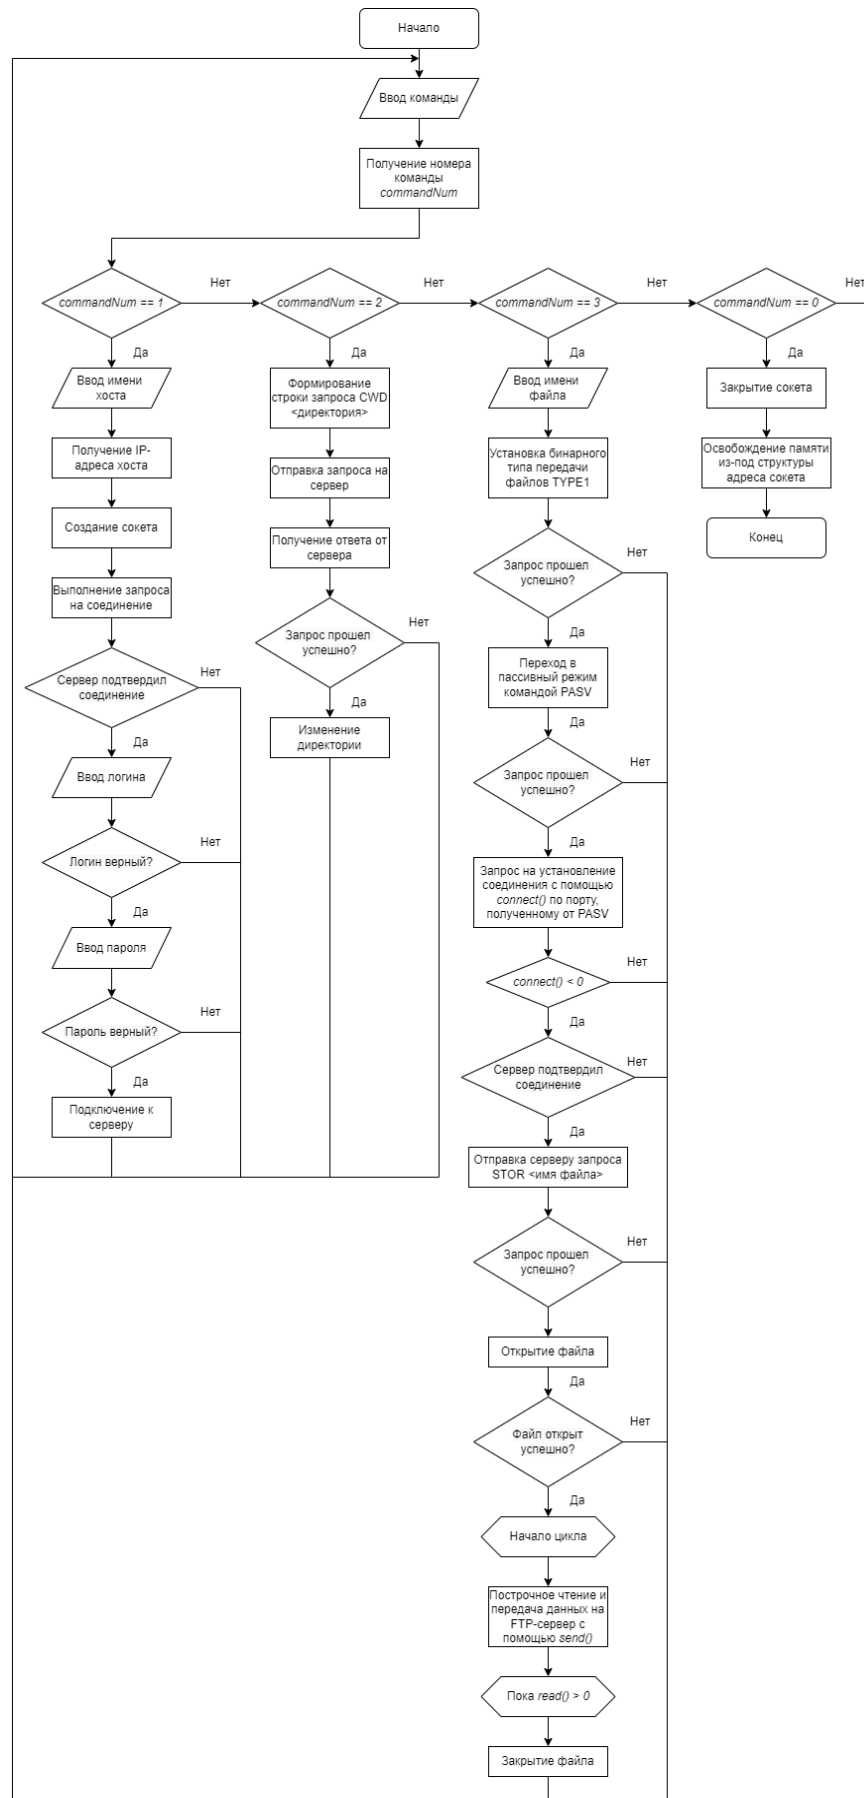 Начало
Ввод команды
Получение номера
команды
commandNum
commandNum == 1
Нет
commandNum == 2
Нет
commandNum == 3
Нет
commandNum == 0
Нет
Да
Ввод имени
хоста
Получение IP-
адреса хоста
Создание сокета
Выполнение запроса
на соединение
Сервер подтвердил
соединение
Нет
Да
Ввод логина
Логин верный?
Нет
Да
Ввод пароля
Пароль верный?
Нет
Да
Подключение к
серверу
Да
Формирование
строки запроса CWD
<директория>
Отправка запроса на
сервер
Получение ответа от
сервера
Запрос прошел
успешно?
Нет
Да
Изменение
директории
Да
Ввод имени
файла
Установка бинарного
типа передачи
файлов TYPE1
Запрос прошел
успешно?
Нет
Да
Переход в
пассивный режим
командой PASV
Да
Запрос прошел
успешно?
Нет
Да
Запрос на установление
соединения с помощью
connect() по порту,
полученному от PASV
connect() < 0
Нет
Да
Сервер подтвердил
соединение
Нет
Да
Отправка серверу запроса
STOR <имя файла>
Запрос прошел
успешно?
Нет
Открытие файла
Да
Файл открыт
успешно?
Нет
Да
Начало цикла
Построчное чтение и
передача данных на
FTP-сервер с
помощью send()
Пока read() > 0
Закрытие файла
Да
Закрытие сокета
Освобождение памяти
из-под структуры
адреса сокета
Конец